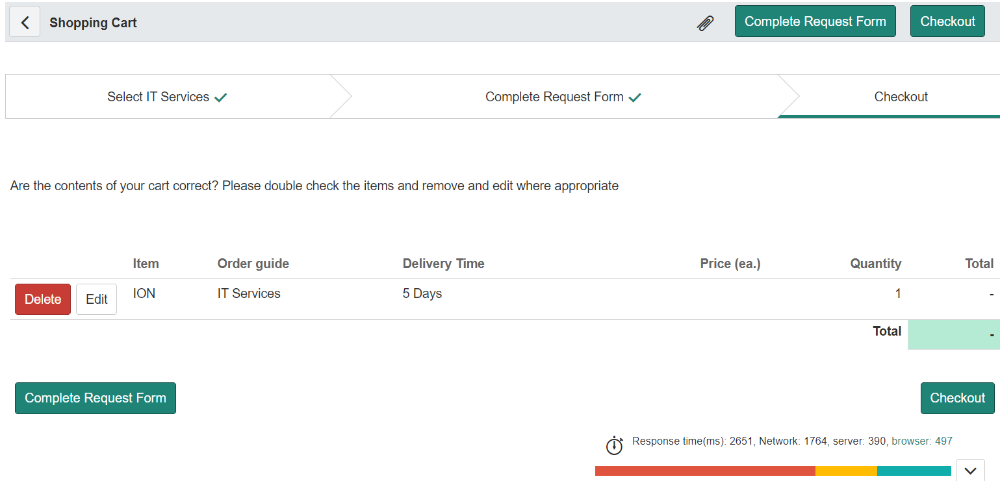 Shopping Cart Complete Request Form Checkout
Select IT Services Complete Request Form Checkout
Are the contents of your cart correct? Please double check the items and remove and edit where appropriate
Item Order guide Delivery Time Price (ea.) Quantity Total
Delete Edit ION IT Services 5 Days 1 -
Total -
Complete Request Form Checkout
Response time(ms): 2651, Network: 1764, server: 390, browser: 497